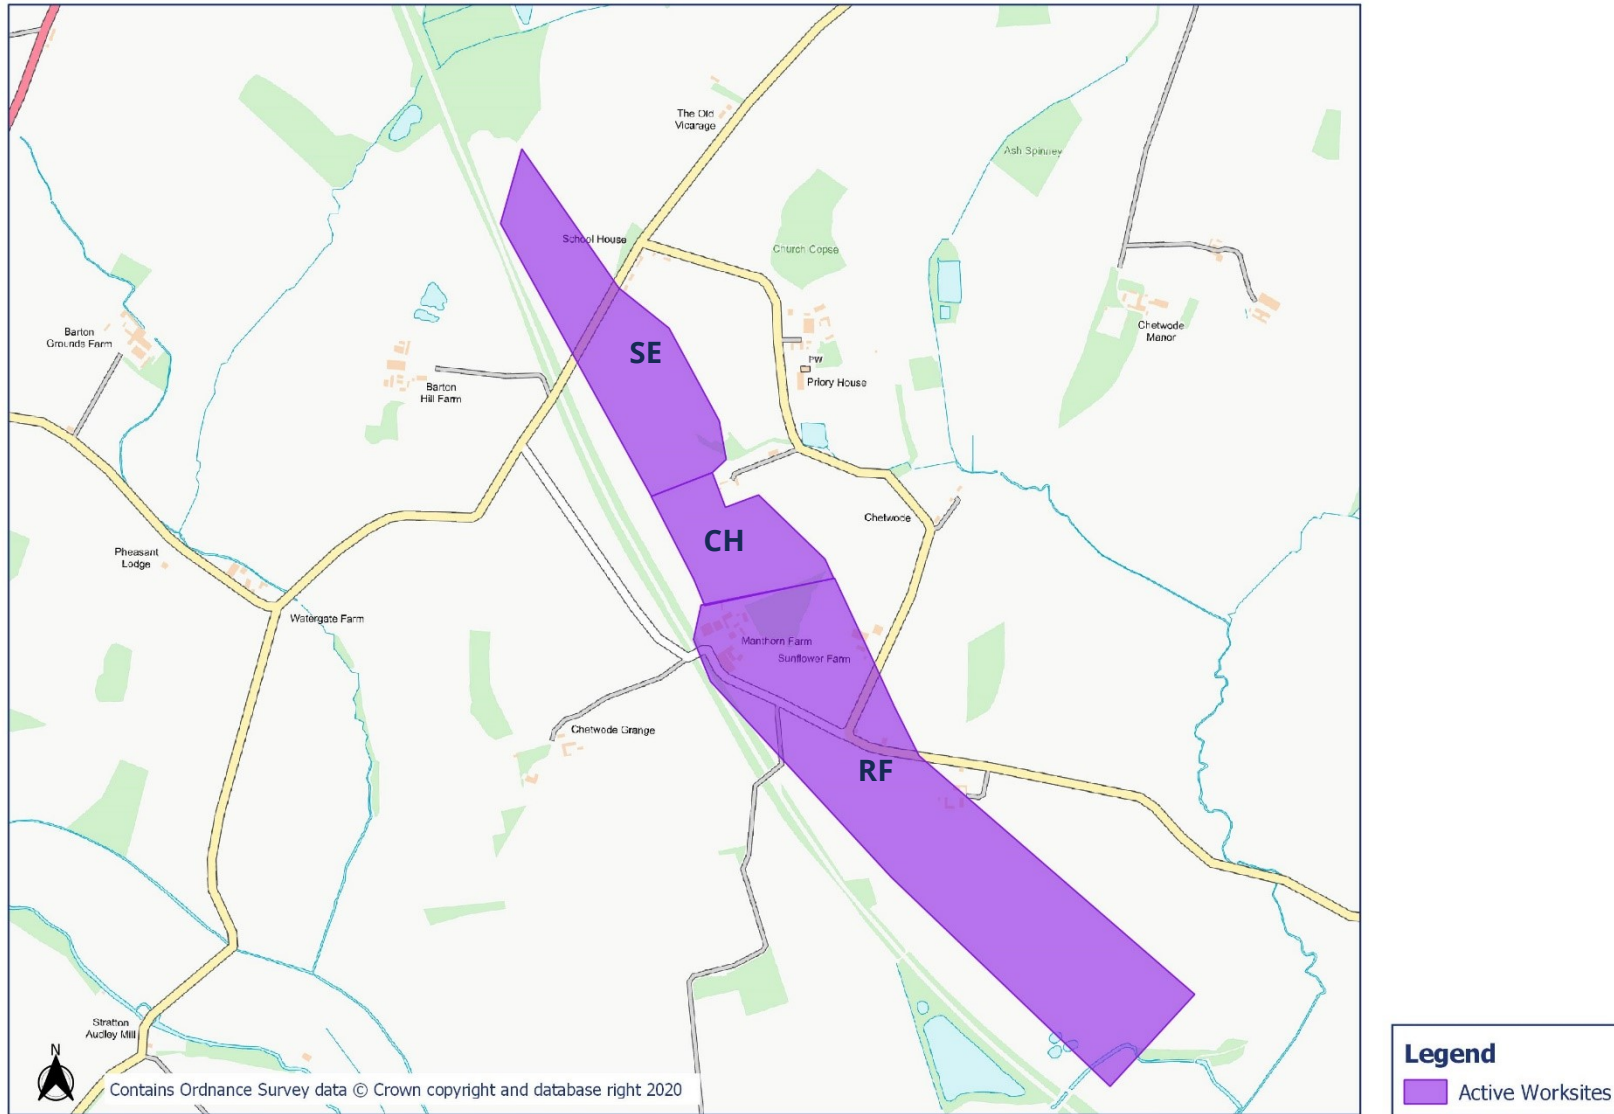 The Old
Vicarage
Ash Spinney
School House
Church Copse
Barton
Grounds Farm
Chetwode
Manor
SE
PW
Priory House
Barton
Hill Farm
Chetwode
CH
Pheasant
Lodge
Watergate Farm
Manthorn Farm
Sunflower Farm
Chetwode Grange
RF
Stratton
Audley Mill
N
Contains Ordnance Survey data © Crown copyright and database right 2020
Legend
Active Worksites